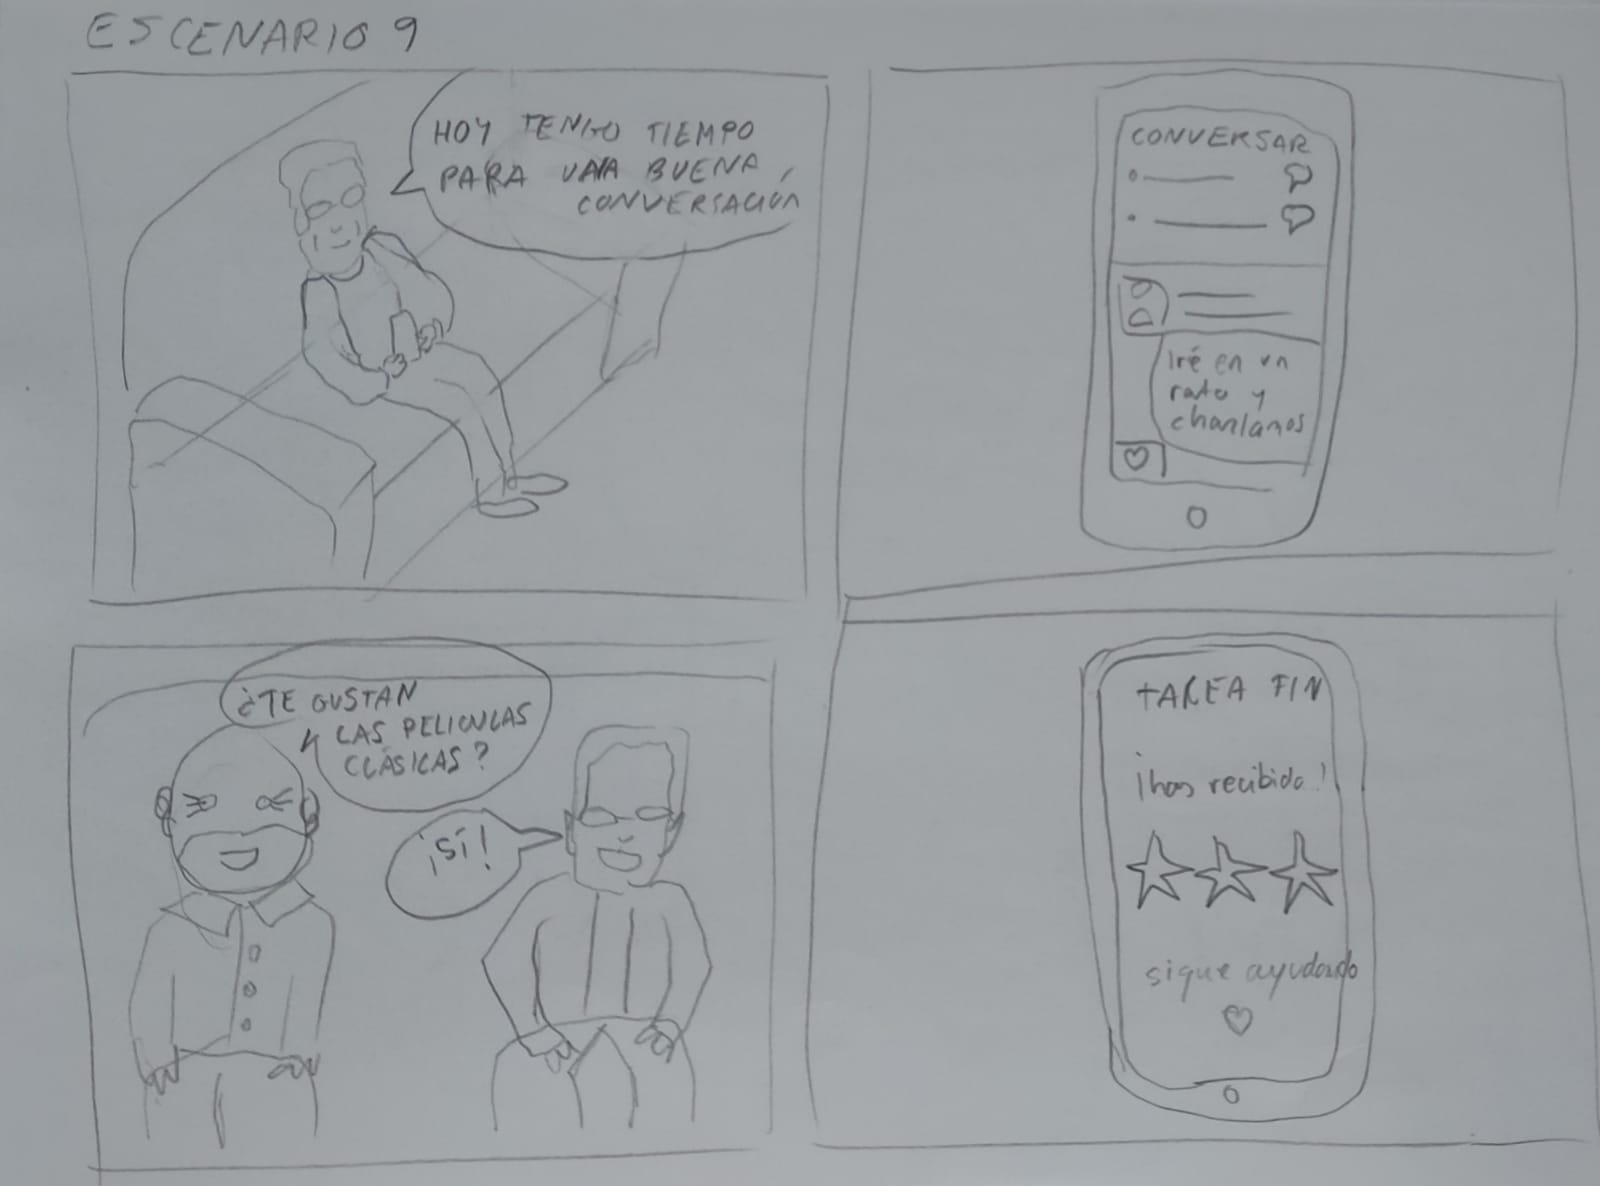 ESCENARIO 9
HOY TENGO TIEMPO
PARA UNA BUENA
CONVERSACIÓN
CONVERSAR
Iré en un
rato y
charlamos
¿TE GUSTAN
LAS PELICULAS
CLÁSICAS?
¡SÍ!
TAREA FIN
¡has recibido!
sigue ayudando